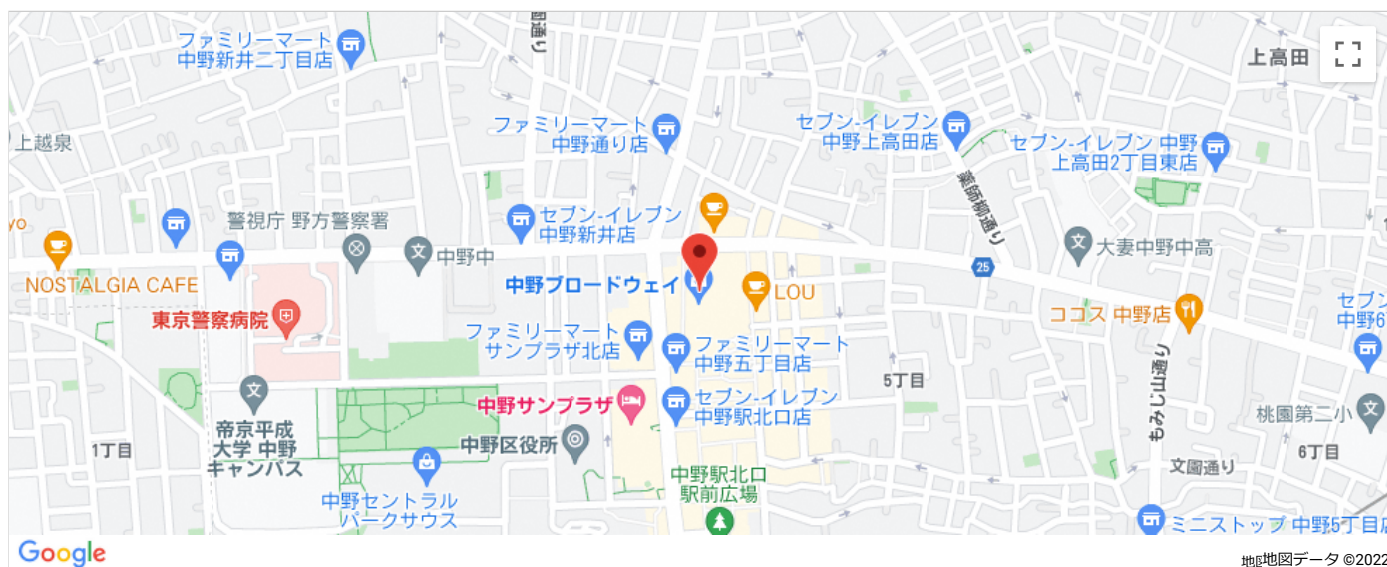 ファミリーマート
中野新井二丁目店
上高田
上越泉
ファミリーマート
中野通り店
セブン-イレブン
中野上高田店
セブン-イレブン 中野
上高田2丁目東店
薬師柳通り
yo
NOSTALGIA CAFE
警視庁 野方警察署
中野中
セブン-イレブン
中野新井店
大妻中野中高
25
中野ブロードウェイ
LOU
東京警察病院
ココス 中野店
セブン
中野6
ファミリーマート
サンプラザ北店
ファミリーマート
中野五丁目店
5丁目
もみじ山通り
中野サンプラザ
セブン-イレブン
中野駅北口店
桃園第二小
帝京平成
大学 中野
キャンパス
1丁目
中野区役所
6丁目
文園通り
中野駅北口
駅前広場
中野セントラル
パークサウス
ミニストップ 中野5丁目店
Google
地図データ ©2022